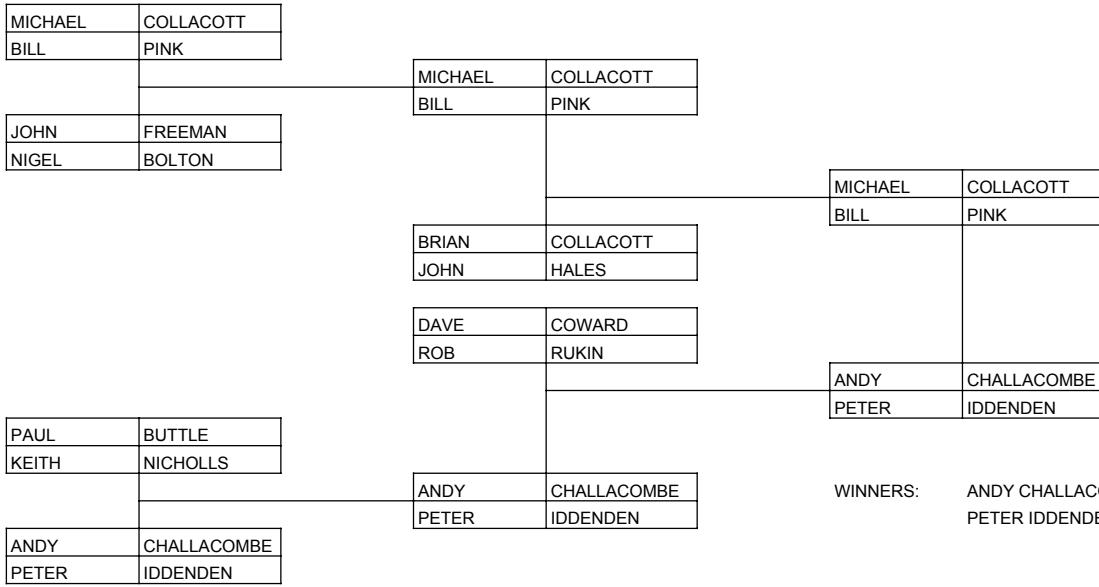 MICHAEL COLLACOTT
BILL PINK
JOHN FREEMAN
NIGEL BOLTON
PAUL BUTTLE
KEITH NICHOLLS
ANDY CHALLACOMBE
PETER IDDENDEN
MICHAEL COLLACOTT
BILL PINK
BRIAN COLLACOTT
JOHN HALES
DAVE COWARD
ROB RUKIN
ANDY CHALLACOMBE
PETER IDDENDEN
MICHAEL COLLACOTT
BILL PINK
ANDY CHALLACOMBE
PETER IDDENDEN
WINNERS: ANDY
PETER